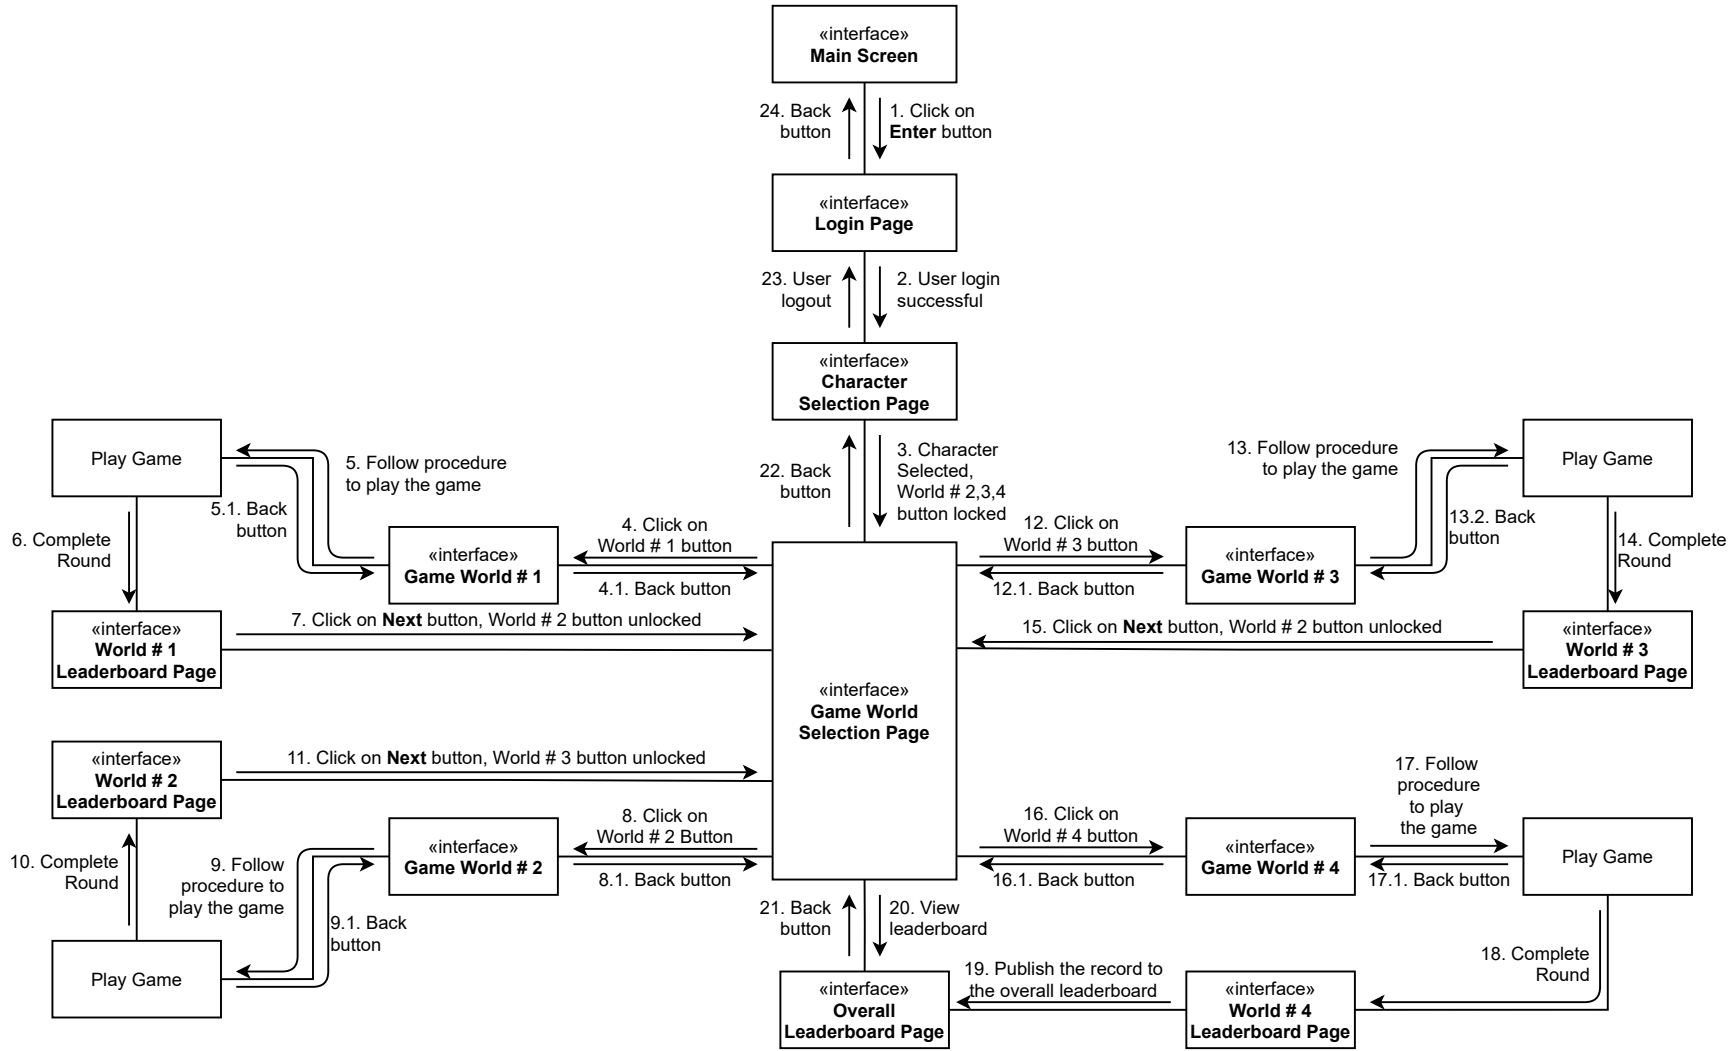 «interface»
Main Screen
24. Back
button
1. Click on
Enter button
«interface»
Login Page
23. User
logout
2. User login
successful
«interface»
Character
Selection Page
22. Back
button
3. Character
Selected,
World # 2,3,4
button locked
Play Game
5. Follow procedure
to play the game
5.1. Back
button
6. Complete
Round
«interface»
Game World # 1
4. Click on
World # 1 button
4.1. Back button
«interface»
World # 1
Leaderboard Page
7. Click on Next button, World # 2 button unlocked
12. Click on
World # 3 button
12.1. Back button
«interface»
Game World # 3
13. Follow procedure
to play the game
13.2. Back
button
Play Game
14. Complete
Round
15. Click on Next button, World # 2 button unlocked
«interface»
World # 3
Leaderboard Page
«interface»
Game World
Selection Page
«interface»
World # 2
Leaderboard Page
11. Click on Next button, World # 3 button unlocked
8. Click on
World # 2 Button
8.1. Back button
«interface»
Game World # 2
10. Complete
Round
9. Follow
procedure to
play the game
9.1. Back
button
Play Game
16. Click on
World # 4 button
16.1. Back button
«interface»
Game World # 4
17. Follow
procedure
to play
the game
17.1. Back button
Play Game
18. Complete
Round
21. Back
button
20. View
leaderboard
19. Publish the record to
the overall leaderboard
«interface»
Overall
Leaderboard Page
«interface»
World # 4
Leaderboard Page